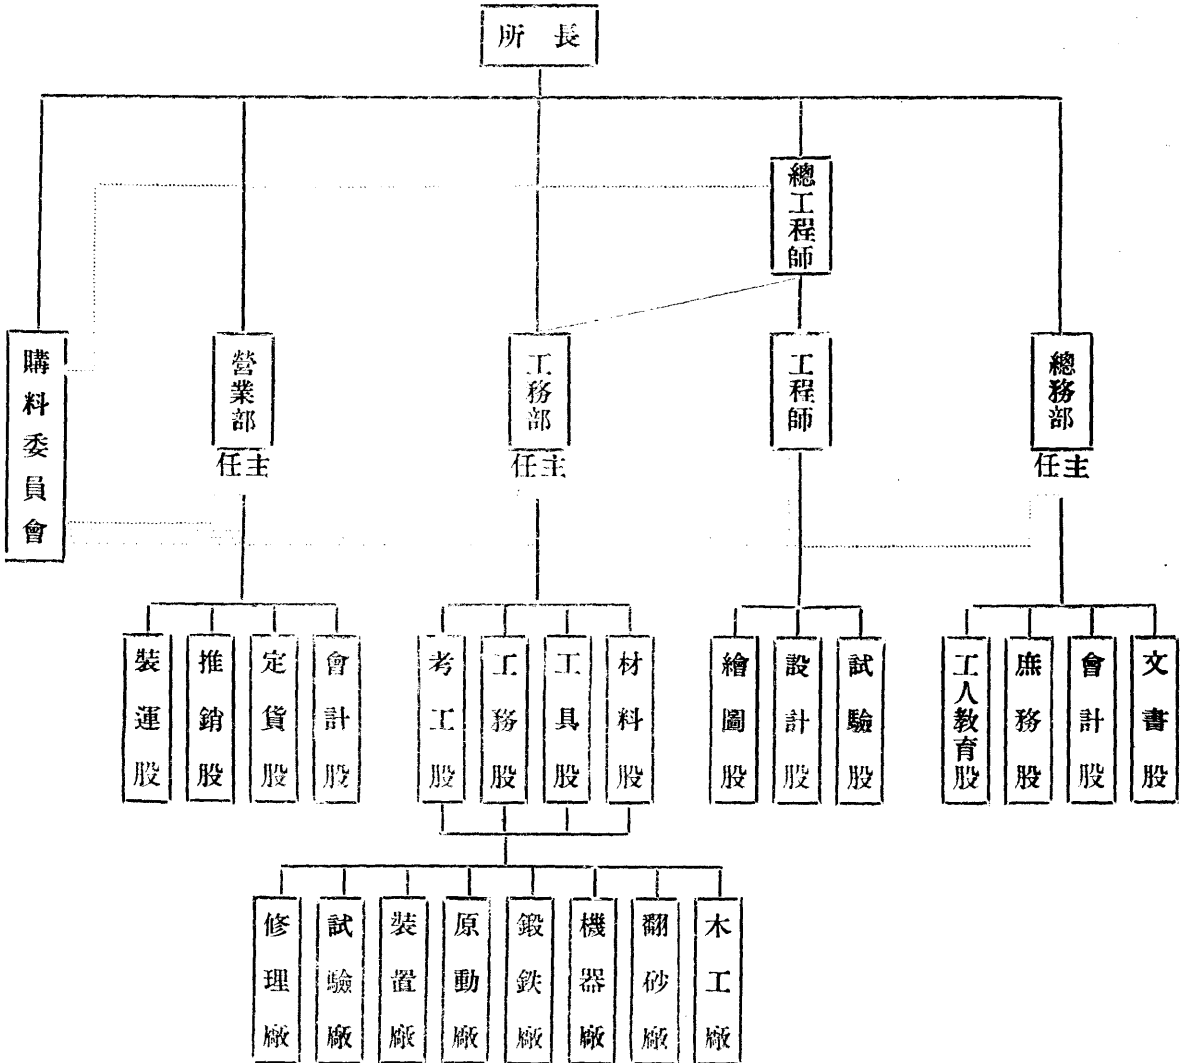 所長
總工程師
總務部
主任
工程師
工務部
主任
營業部
主任
購料委員會
文書股
會計股
庶務股
工人教育股
試驗股
設計股
繪圖股
材料股
工具股
工務股
考工股
會計股
定貨股
推銷股
裝運股
木工廠
翻砂廠
機器廠
鍛鉄廠
原動廠
裝置廠
試驗廠
修理廠